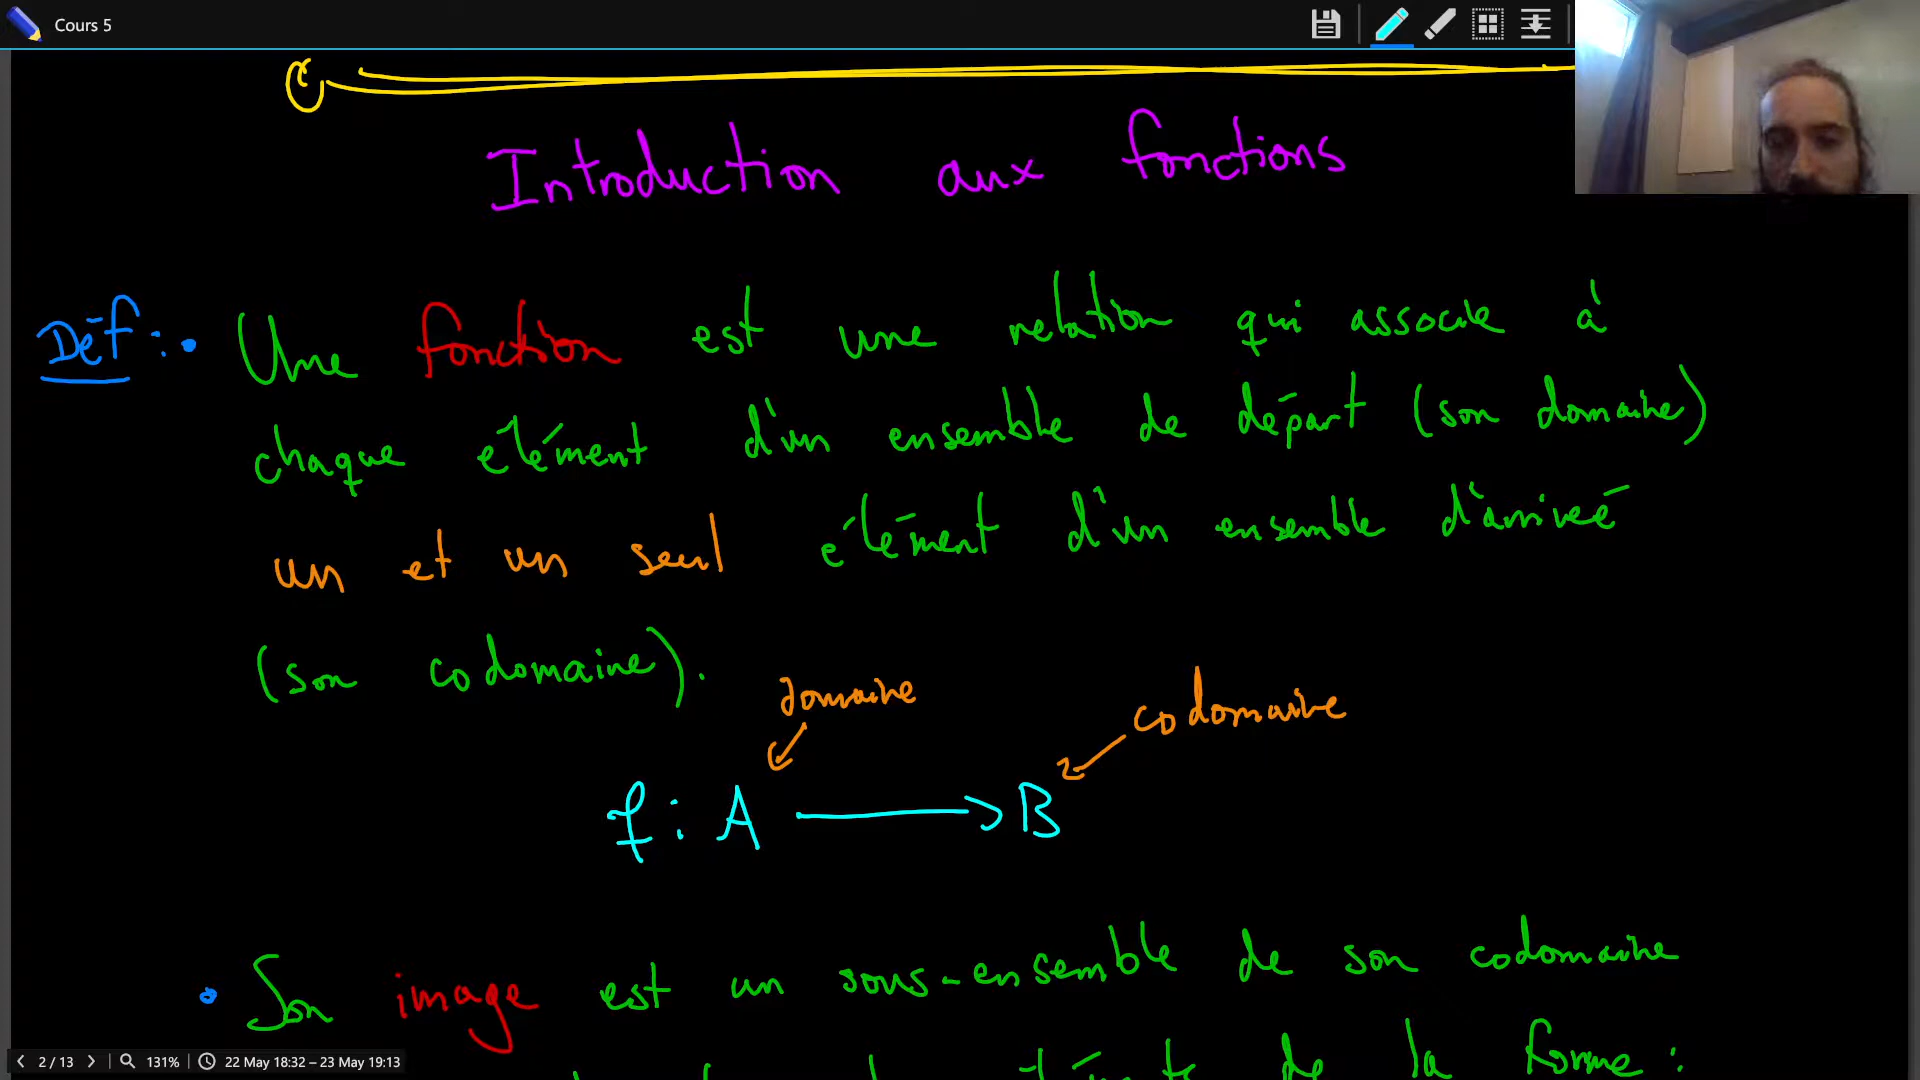 Cours 5
Introduction aux fonctions
Déf : • Une fonction est une relation qui associe à
chaque élément d'un ensemble de départ (son domaine)
un et un seul élément d'un ensemble d'arrivée
(son codomaine).
domaine
codomaine
f : A → B
• Son image est un sous-ensemble de son codomaine
de la forme :
2 / 13 131% 22 May 18:32 – 23 May 19:13